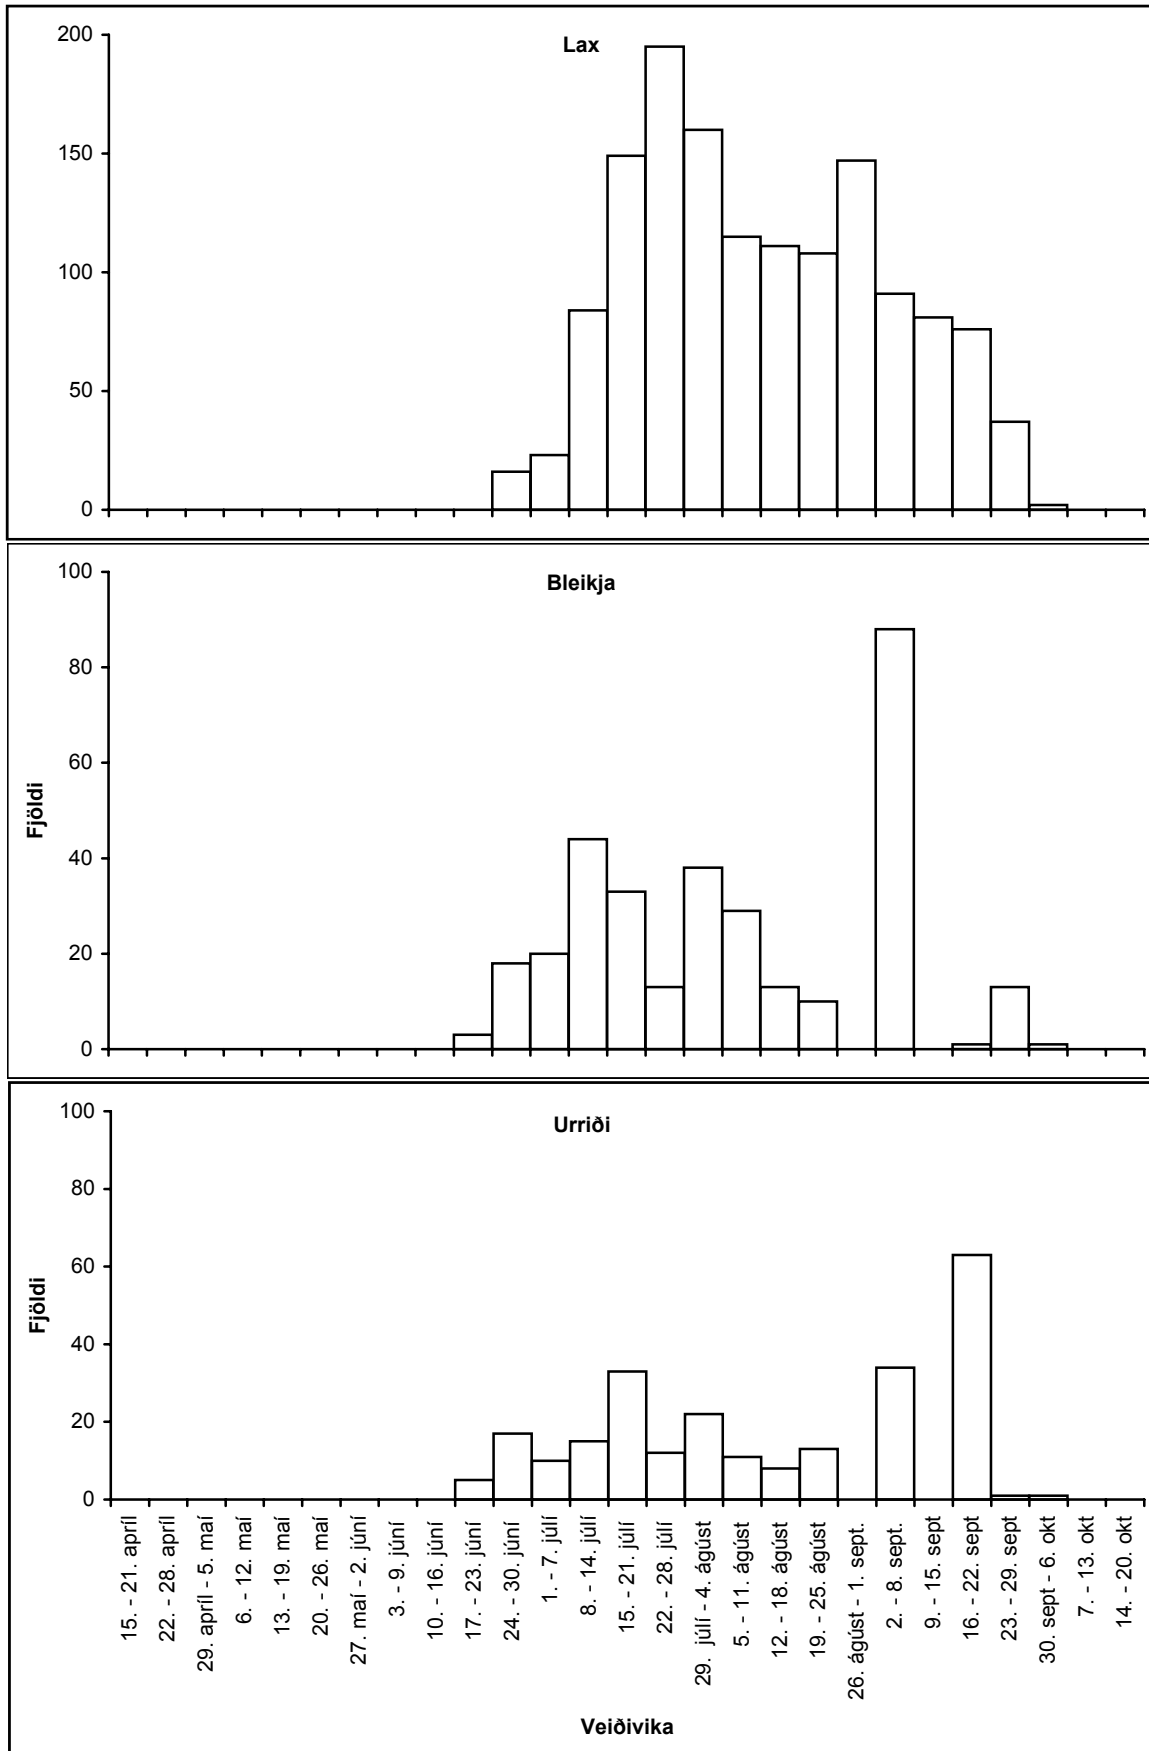 Lax
200
150
100
50
0
Bleikja
Fjöldi
100
80
60
40
20
0
Urriði
Fjöldi
100
80
60
40
20
0
15. - 21. apríl
22. - 28. apríl
29. apríl - 5. maí
6. - 12. maí
13. - 19. maí
20. - 26. maí
27. maí - 2. júní
3. - 9. júní
10. - 16. júní
17. - 23. júní
24. - 30. júní
1. - 7. júlí
8. - 14. júlí
15. - 21. júlí
22. - 28. júlí
29. júlí - 4. ágúst
5. - 11. ágúst
12. - 18. ágúst
19. - 25. ágúst
26. ágúst - 1. sept.
2. - 8. sept.
9. - 15. sept
16. - 22. sept
23. - 29. sept
30. sept - 6. okt
7. - 13. okt
14. - 20. okt
Veiðivika